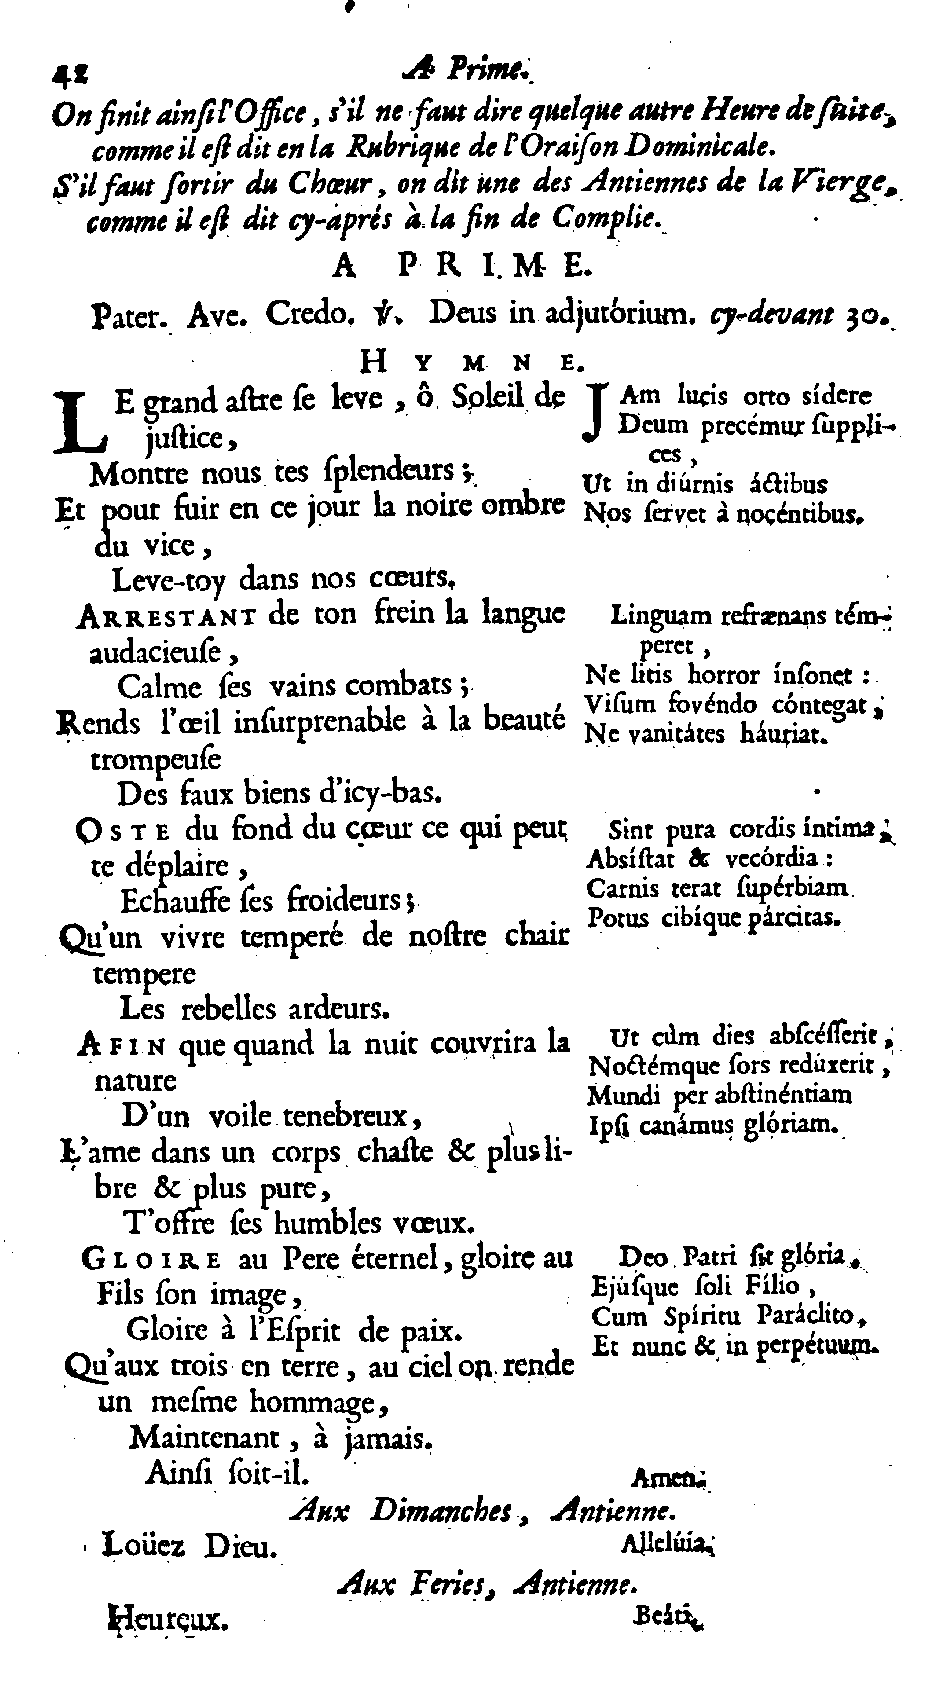 42 A Prime.
On finit ainſi l'Office, s'il ne faut dire quelque autre Heure de ſuite,
comme il eſt dit en la Rubrique de l'Oraiſon Dominicale.
S'il faut ſortir du Chœur, on dit une des Antiennes de la Vierge,
comme il eſt dit cy-aprés à la fin de Complie.
A PRIME.
Pater. Ave. Credo. ℣. Deus in adjutórium. cy-devant 30.
HYMNE.
LE grand aſtre ſe leve, ô Soleil de
juſtice,
Montre nous tes ſplendeurs;
Et pour fuir en ce jour la noire ombre
du vice,
Leve-toy dans nos cœurs.
ARRESTANT de ton frein la langue
audacieuſe,
Calme ſes vains combats;
Rends l'œil inſurprenable à la beauté
trompeuſe
Des faux biens d'icy-bas.
OSTE du fond du cœur ce qui peut
te déplaire,
Echauffe ſes froideurs;
Qu'un vivre temperé de noſtre chair
tempere
Les rebelles ardeurs.
AFIN que quand la nuit couvrira la
nature
D'un voile tenebreux,
L'ame dans un corps chaſte & plus li-
bre & plus pure,
T'offre ſes humbles vœux.
GLOIRE au Pere éternel, gloire au
Fils ſon image,
Gloire à l'Eſprit de paix.
Qu'aux trois en terre, au ciel on rende
un meſme hommage,
Maintenant, à jamais.
Ainſi ſoit-il.
JAm lucis orto sídere
Deum precémur ſúppli-
ces,
Ut in diúrnis áctibus
Nos ſervet à nocéntibus.
Linguam refrænans tém-
peret,
Ne litis horror ínſonet:
Viſum fovéndo cóntegat,
Ne vanitátes háuriat.
Sint pura cordis íntima,
Abſíſtat & vecórdia:
Carnis terat ſupérbiam
Potus cibíque párcitas.
Ut cùm dies abſcéſſerit,
Noctémque ſors redúxerit,
Mundi per abſtinéntiam
Ipſi canámus glóriam.
Deo Patri ſit glória,
Ejúſque ſoli Fílio,
Cum Spíritu Paráclito,
Et nunc & in perpétuum.
Amen.
Aux Dimanches, Antienne.
Loüez Dieu. Allelúia.
Aux Feries, Antienne.
Heureux. Beáti.